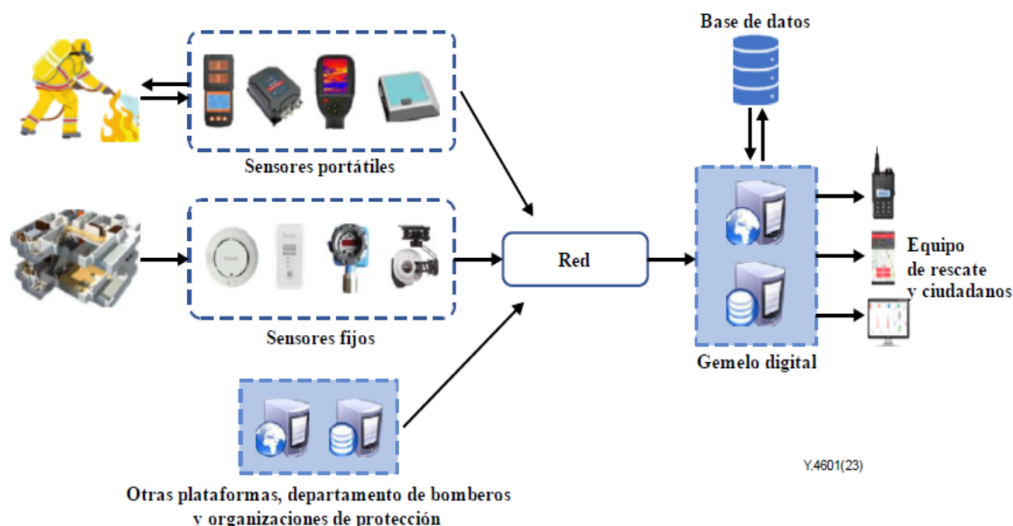 Base de datos
Sensores portátiles
Red
Equipo
de rescate
y ciudadanos
Sensores fijos
Gemelo digital
Y.4601(23)
Otras plataformas, departamento de bomberos
y organizaciones de protección